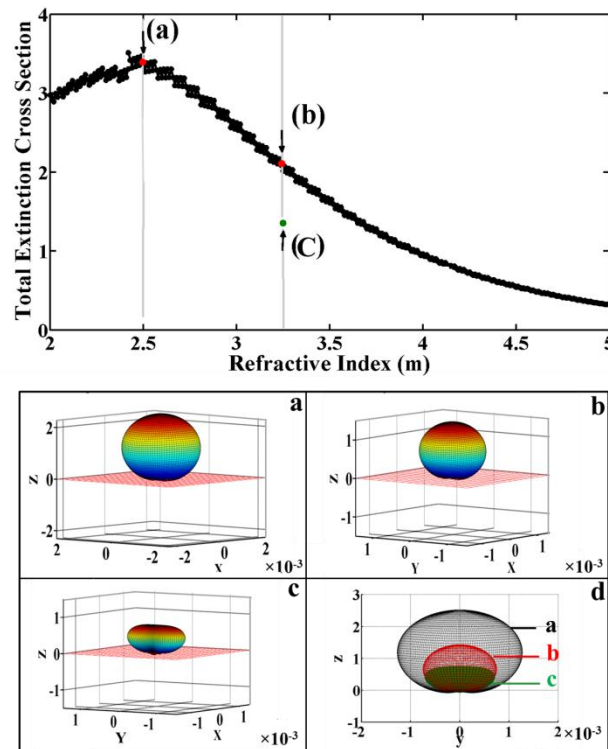 4
(a)
3
(b)
2
(C)
1
0
Total Extinction Cross Section
2 2.5 3 3.5 4 4.5 5
Refractive Index (m)
a
2
0
-2
z
2 0 -2 -2 0 2
X
×10⁻³
b
1
0
-1
z
1 0 -1 -1 0 1
Y X
×10⁻³
c
1
0
-1
z
1 0 -1 -1 0 1
Y X
×10⁻³
d
3
2
1
0
-1
z
a
b
c
-2 -1 0 1 2
y
×10⁻³